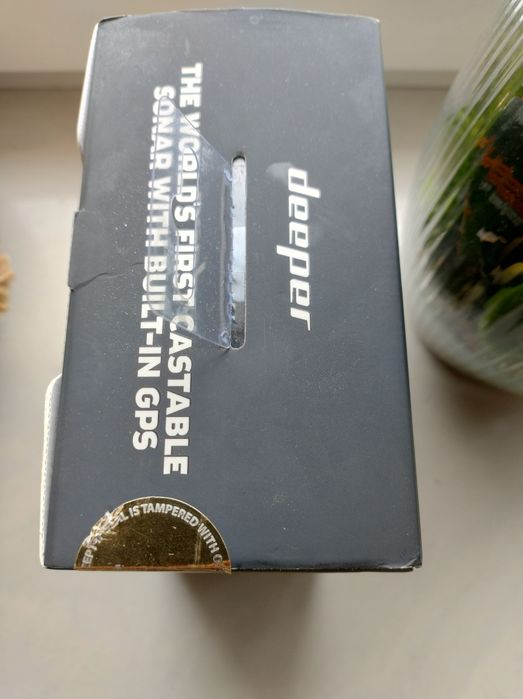 deeper
THE WORLD'S FIRST CASTABLE
SONAR WITH BUILT-IN GPS
IS TAMPERED WITH